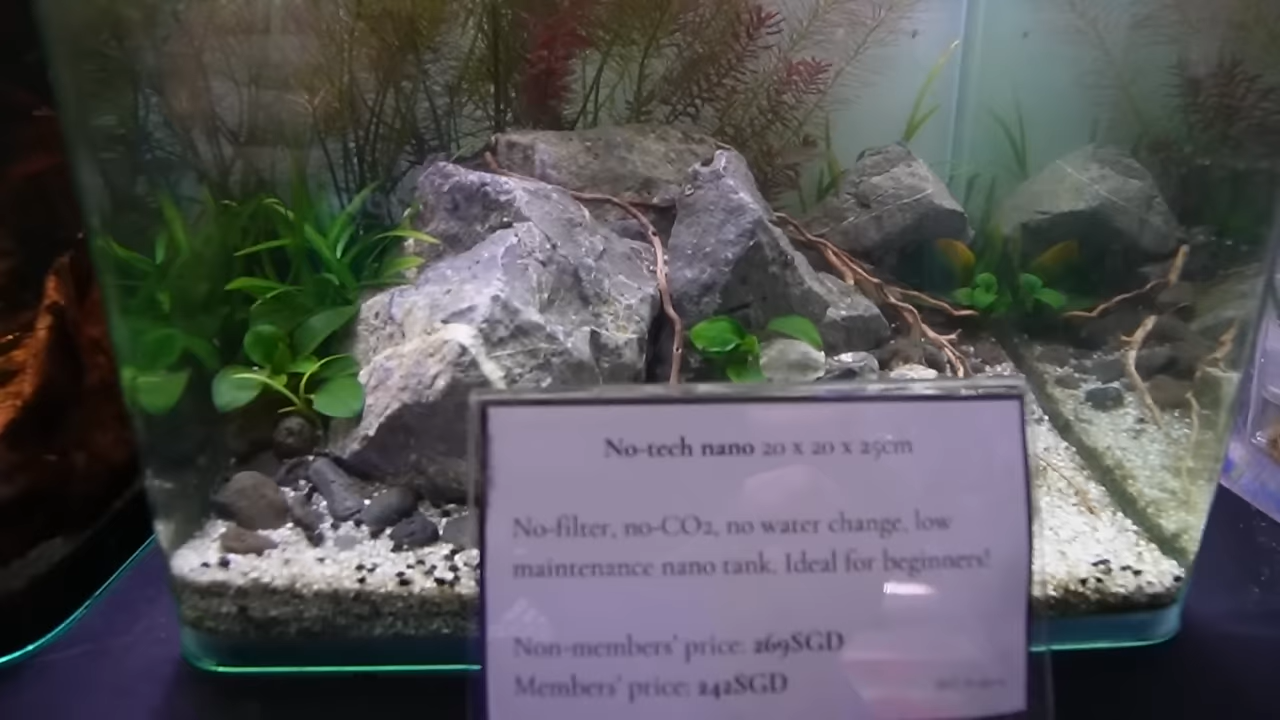 No-tech nano 20 x 20 x 25cm
No-filter, no-CO2, no water change, low
maintenance nano tank. Ideal for beginners!
Non-members' price: 269SGD
Members' price: 242SGD